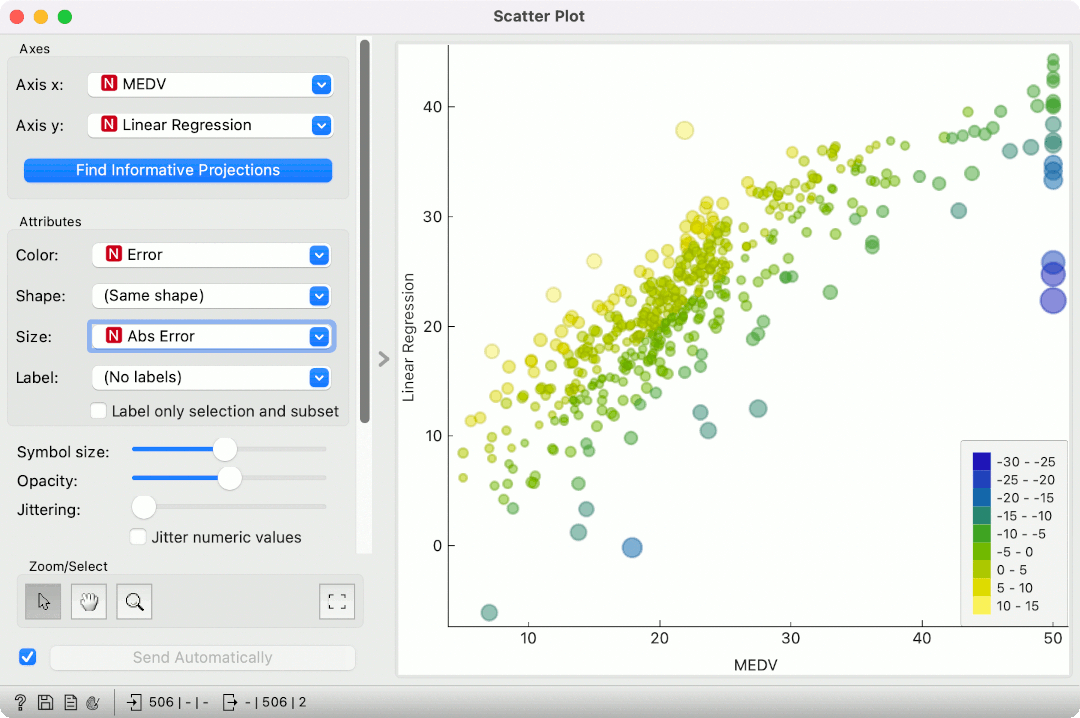 Scatter Plot
Axes
Axis x:
N MEDV
Axis y:
N Linear Regression
Find Informative Projections
Attributes
Color:
N Error
Shape:
(Same shape)
Size:
N Abs Error
Label:
(No labels)
Label only selection and subset
Symbol size:
Opacity:
Jittering:
Jitter numeric values
Zoom/Select
Send Automatically
? 506 | - | - - | 506 | 2
Linear Regression
40
30
20
10
0
10 20 30 40 50
MEDV
-30 - -25
-25 - -20
-20 - -15
-15 - -10
-10 - -5
-5 - 0
0 - 5
5 - 10
10 - 15